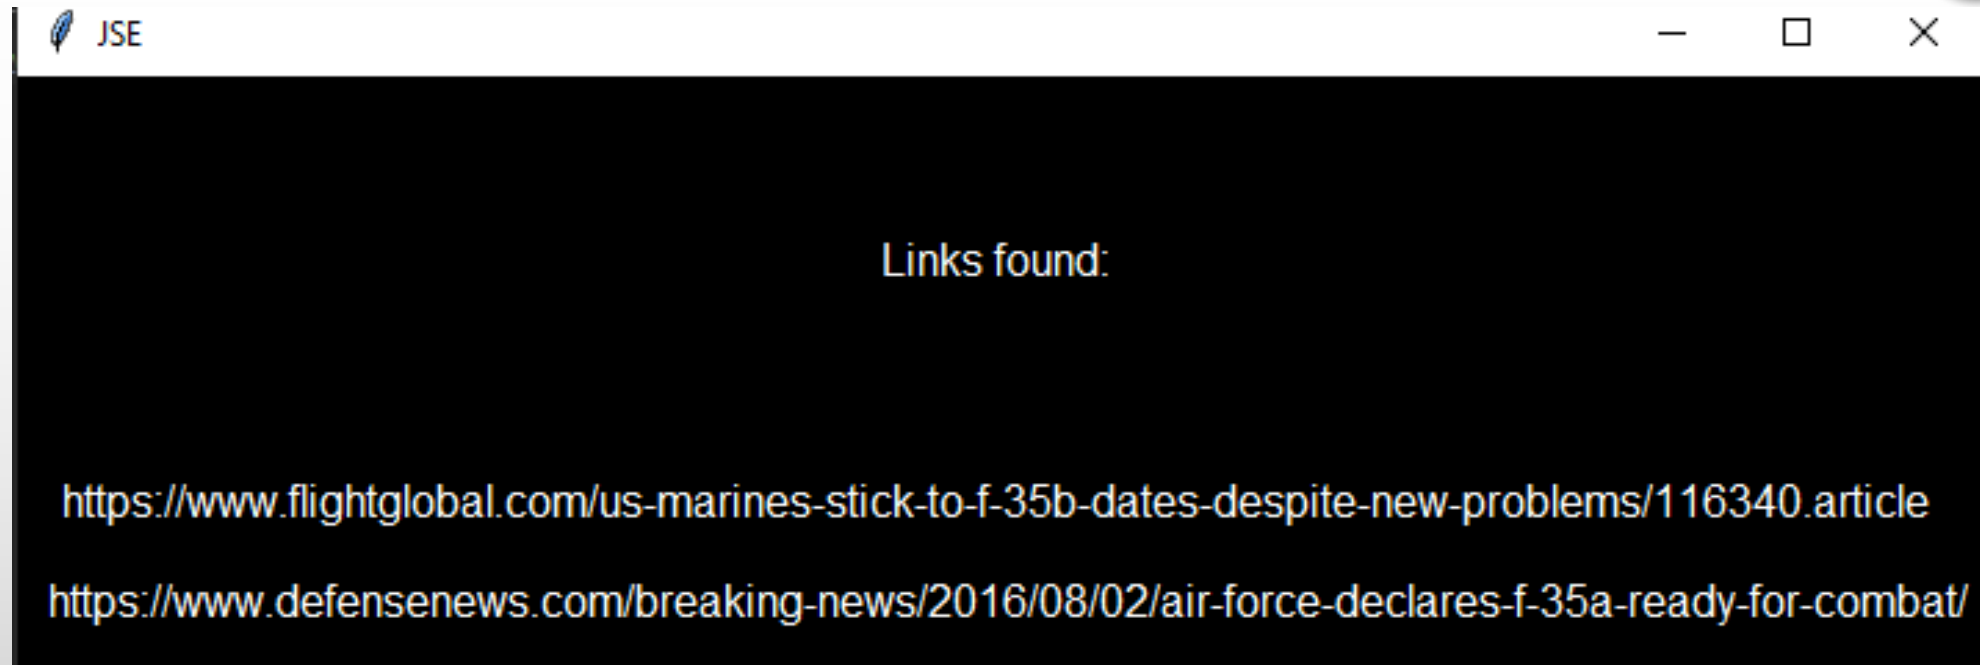 JSE
Links found:
https://www.flightglobal.com/us-marines-stick-to-f-35b-dates-despite-new-problems/116340.article
https://www.defensenews.com/breaking-news/2016/08/02/air-force-declares-f-35a-ready-for-combat/